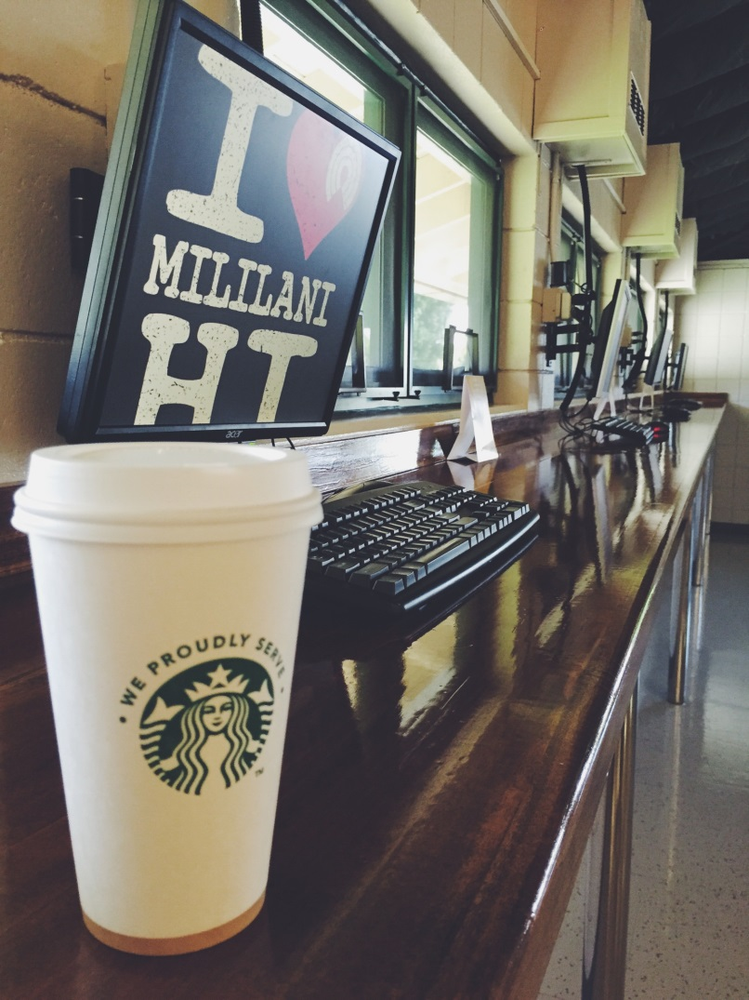 I
MILILANI
HI
acer
• WE PROUDLY SERVE •
TM